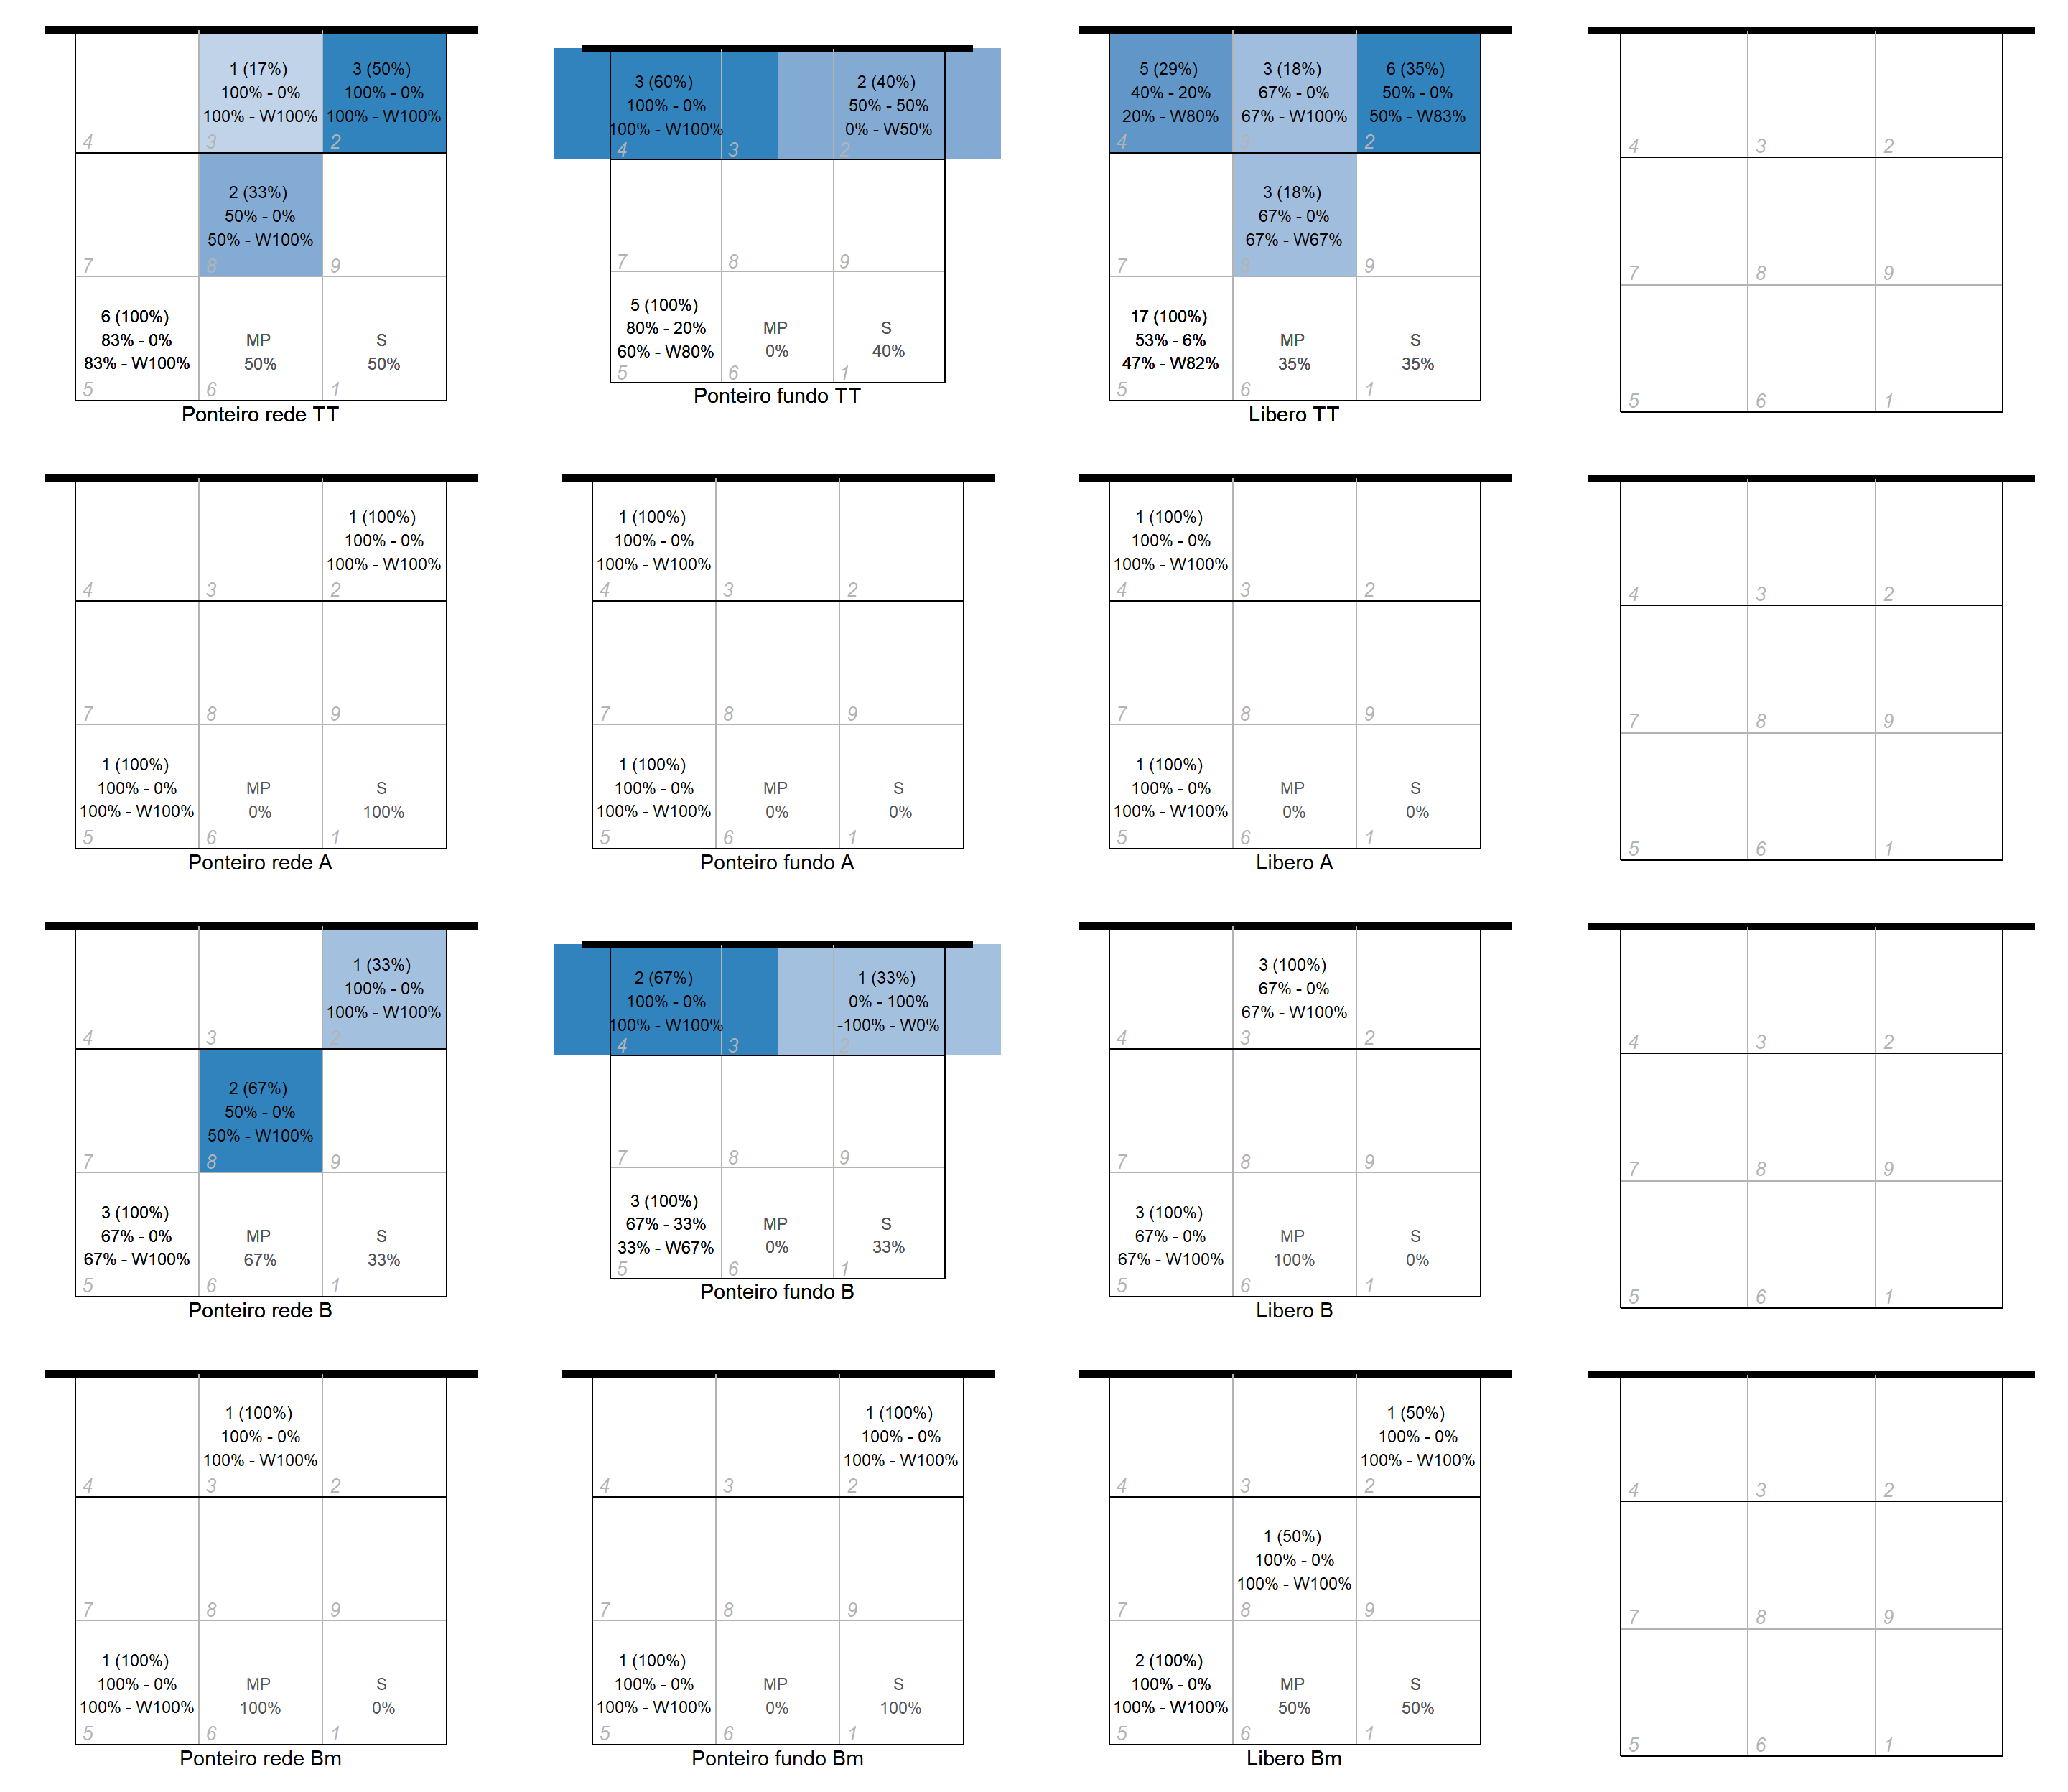 1 (17%)
100% - 0%
100% - W100%
3 (50%)
100% - 0%
100% - W100%
4
3
2
2 (33%)
50% - 0%
50% - W100%
7
8
9
6 (100%)
83% - 0%
83% - W100%
MP
50%
S
50%
5
6
1
Ponteiro rede TT
3 (60%)
100% - 0%
100% - W100%
2 (40%)
50% - 50%
0% - W50%
4
3
2
7
8
9
5 (100%)
80% - 20%
60% - W80%
MP
0%
S
40%
5
6
1
Ponteiro fundo TT
5 (29%)
40% - 20%
20% - W80%
3 (18%)
67% - 0%
67% - W100%
6 (35%)
50% - 0%
50% - W83%
4
3
2
3 (18%)
67% - 0%
67% - W67%
7
8
9
17 (100%)
53% - 6%
47% - W82%
MP
35%
S
35%
5
6
1
Libero TT
4
3
2
7
8
9
5
6
1
1 (100%)
100% - 0%
100% - W100%
4
3
2
7
8
9
1 (100%)
100% - 0%
100% - W100%
MP
0%
S
100%
5
6
1
Ponteiro rede A
1 (100%)
100% - 0%
100% - W100%
4
3
2
7
8
9
1 (100%)
100% - 0%
100% - W100%
MP
0%
S
0%
5
6
1
Ponteiro fundo A
1 (100%)
100% - 0%
100% - W100%
4
3
2
7
8
9
1 (100%)
100% - 0%
100% - W100%
MP
0%
S
0%
5
6
1
Libero A
4
3
2
7
8
9
5
6
1
1 (33%)
100% - 0%
100% - W100%
4
3
2
2 (67%)
50% - 0%
50% - W100%
7
8
9
3 (100%)
67% - 0%
67% - W100%
MP
67%
S
33%
5
6
1
Ponteiro rede B
2 (67%)
100% - 0%
100% - W100%
1 (33%)
0% - 100%
-100% - W0%
4
3
2
7
8
9
3 (100%)
67% - 33%
33% - W67%
MP
0%
S
33%
5
6
1
Ponteiro fundo B
3 (100%)
67% - 0%
67% - W100%
4
3
2
7
8
9
3 (100%)
67% - 0%
67% - W100%
MP
100%
S
0%
5
6
1
Libero B
4
3
2
7
8
9
5
6
1
1 (100%)
100% - 0%
100% - W100%
4
3
2
7
8
9
1 (100%)
100% - 0%
100% - W100%
MP
100%
S
0%
5
6
1
Ponteiro rede Bm
1 (100%)
100% - 0%
100% - W100%
4
3
2
7
8
9
1 (100%)
100% - 0%
100% - W100%
MP
0%
S
100%
5
6
1
Ponteiro fundo Bm
1 (50%)
100% - 0%
100% - W100%
4
3
2
1 (50%)
100% - 0%
100% - W100%
7
8
9
2 (100%)
100% - 0%
100% - W100%
MP
50%
S
50%
5
6
1
Libero Bm
4
3
2
7
8
9
5
6
1